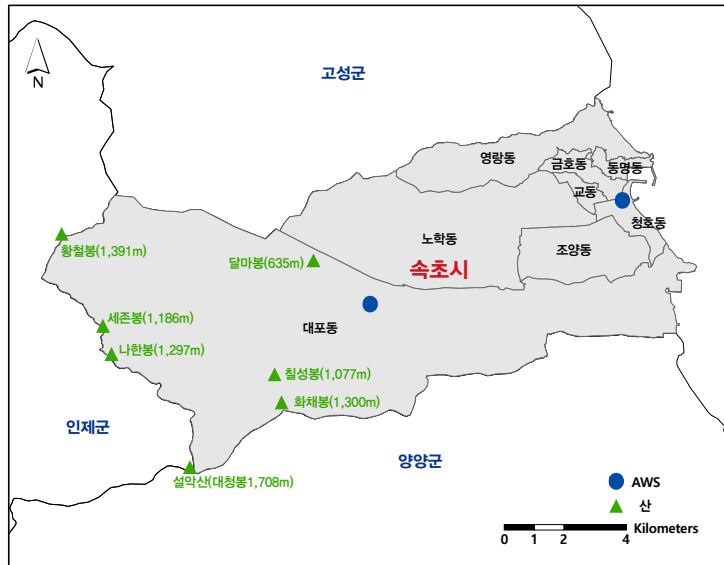 고성군
N
영랑동
금호동
동명동
교동
청호동
노학동
조양동
황철봉(1,391m)
달마봉(635m)
속초시
세존봉(1,186m)
대포동
나한봉(1,297m)
칠성봉(1,077m)
화채봉(1,300m)
인제군
양양군
설악산(대청봉1,708m)
AWS
산
Kilometers
0 1 2 4